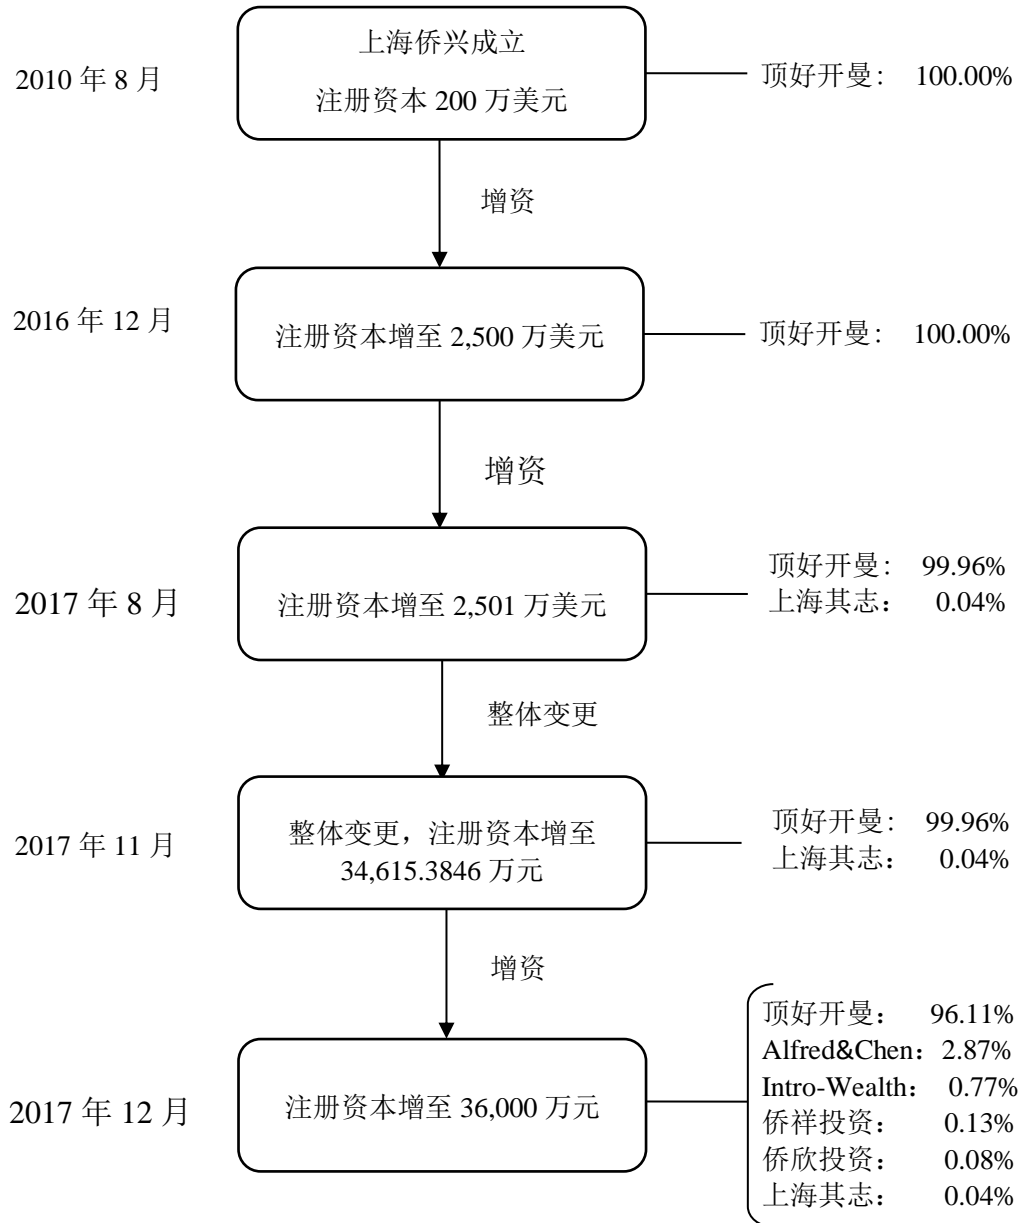 上海侨兴成立
2010 年 8 月
注册资本 200 万美元
顶好开曼： 100.00%
增资
2016 年 12 月
注册资本增至 2,500 万美元
顶好开曼： 100.00%
增资
2017 年 8 月
注册资本增至 2,501 万美元
顶好开曼： 99.96%
上海其志： 0.04%
整体变更
2017 年 11 月
整体变更，注册资本增至
34,615.3846 万元
顶好开曼： 99.96%
上海其志： 0.04%
增资
2017 年 12 月
注册资本增至 36,000 万元
顶好开曼： 96.11%
Alfred&Chen：2.87%
Intro-Wealth： 0.77%
侨祥投资： 0.13%
侨欣投资： 0.08%
上海其志： 0.04%